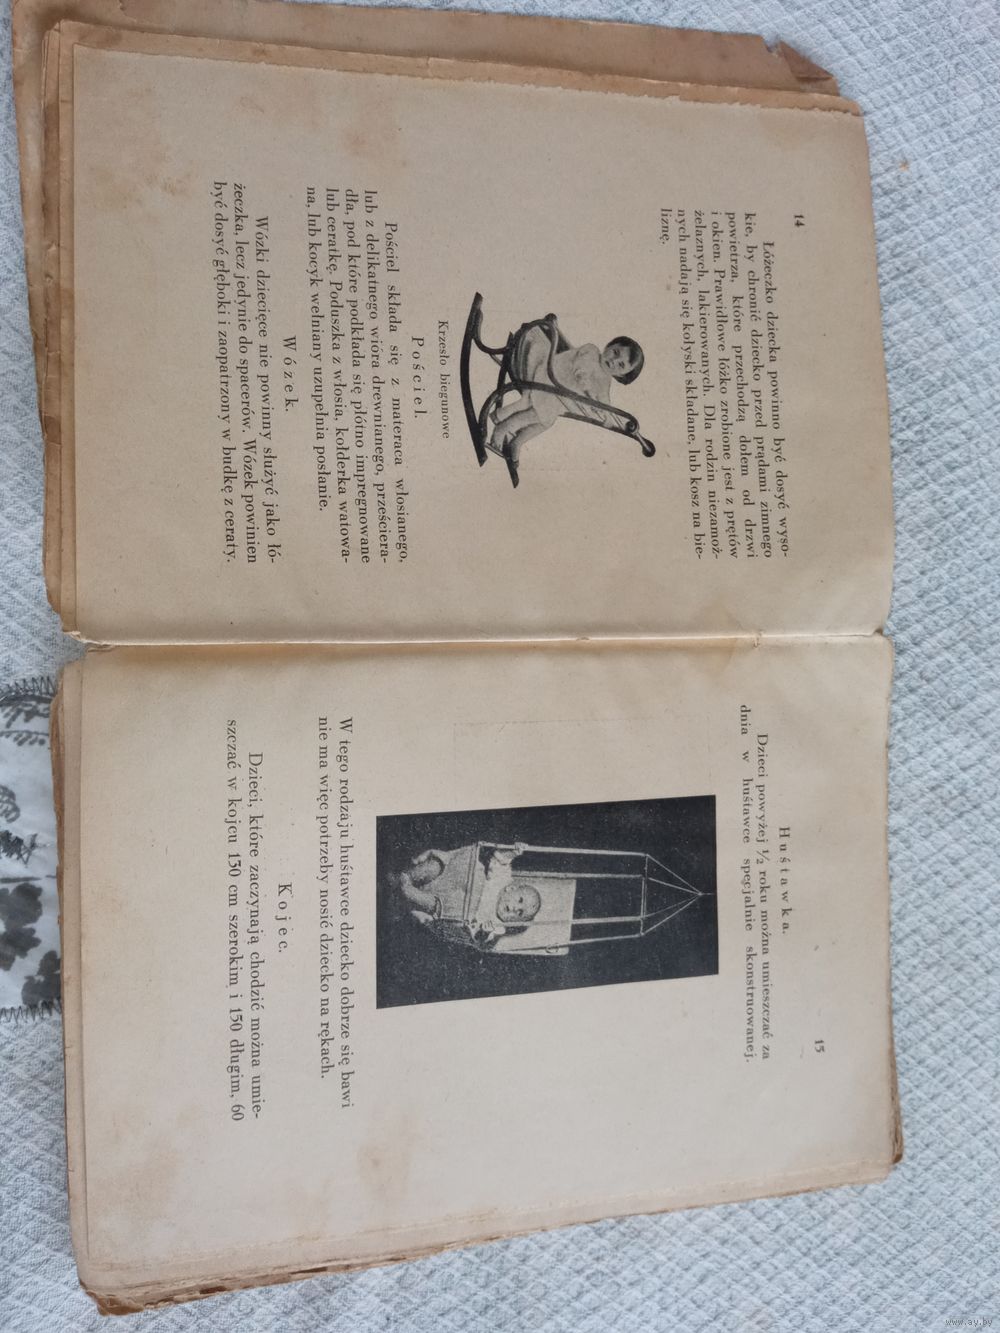 14
Łóżeczko dziecka powinno być dosyć wyso-
kie, by chronić dziecko przed prądami zimnego
powietrza, które przechodzą dołem od drzwi
i okien. Prawidłowe łóżko zrobione jest z prętów
żelaznych, lakierowanych. Dla rodzin niezamoż-
nych nadają się kołyski składane, lub kosz na bie-
liznę.
Krzesło biegunowe
Pościel.
Pościel składa się z materaca włosianego,
lub z delikatnego wióra drewnianego, prześciera-
dła, pod które podkłada się płótno impregnowane
lub ceratkę. Poduszka z włosia, kołderka watowa-
na, lub kocyk wełniany uzupełnia posłanie.
Wózek.
Wózki dziecięce nie powinny służyć jako łó-
żeczka, lecz jedynie do spacerów. Wózek powinien
być dosyć głęboki i zaopatrzony w budkę z ceraty.
15
Huśtawka.
Dzieci powyżej ½ roku można umieszczać za
dnia w huśtawce specjalnie skonstruowanej.
W tego rodzaju huśtawce dziecko dobrze się bawi
nie ma więc potrzeby nosić dziecko na rękach.
Kojec.
Dzieci, które zaczynają chodzić można umie-
szczać w kojcu 150 cm szerokim i 150 długim, 60
www.ay.by